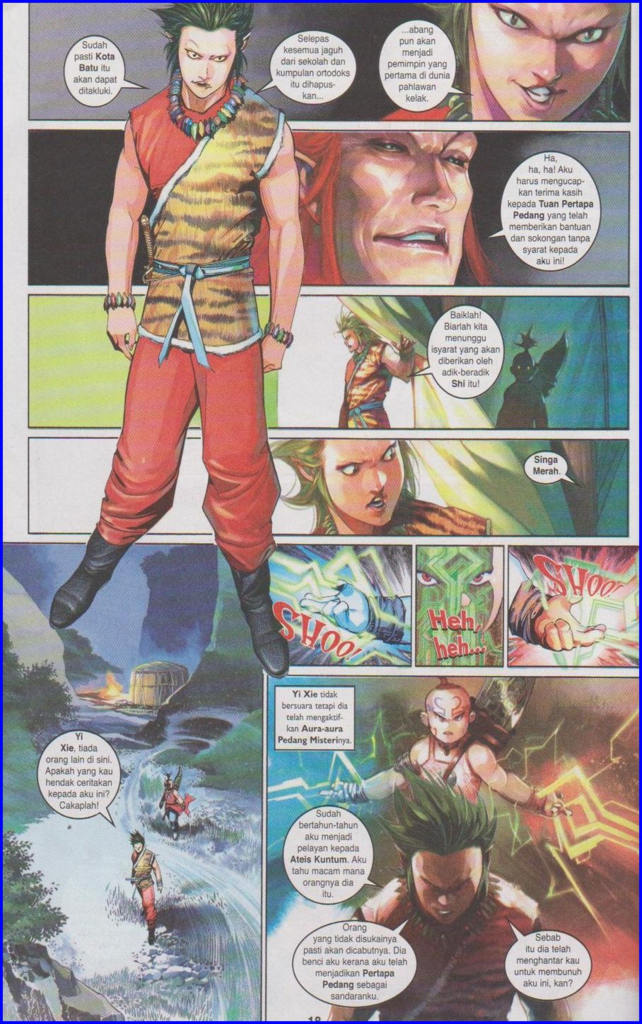 Sudah
pasti Kota
Batu itu
akan dapat
ditakluki.
Selepas
kesemua jaguh
dari sekolah dan
kumpulan ortodoks
itu dihapus-
kan...
...abang
pun akan
menjadi
pemimpin yang
pertama di dunia
pahlawan
kelak.
Ha,
ha, ha! Aku
harus mengucap-
kan terima kasih
kepada Tuan Pertapa
Pedang yang telah
memberikan bantuan
dan sokongan tanpa
syarat kepada
aku ini!
Baiklah!
Biarlah kita
menunggu
isyarat yang akan
diberikan oleh
adik-beradik
Shi itu!
Singa
Merah.
Yi
Xie, tiada
orang lain di sini.
Apakah yang kau
hendak ceritakan
kepada aku ini?
Cakaplah!
SHOO!
Heh,
heh...
SHOO!
Yi Xie tidak
bersuara tetapi dia
telah mengaktif-
kan Aura-aura
Pedang Misterinya.
Sudah
bertahun-tahun
aku menjadi
pelayan kepada
Ateis Kuntum. Aku
tahu macam mana
orangnya dia
itu.
Orang
yang tidak disukainya
pasti akan dicabutnya. Dia
benci aku kerana aku telah
menjadikan Pertapa
Pedang sebagai
sandaranku.
Sebab
itu dia telah
menghantar kau
untuk membunuh
aku ini, kan?
18